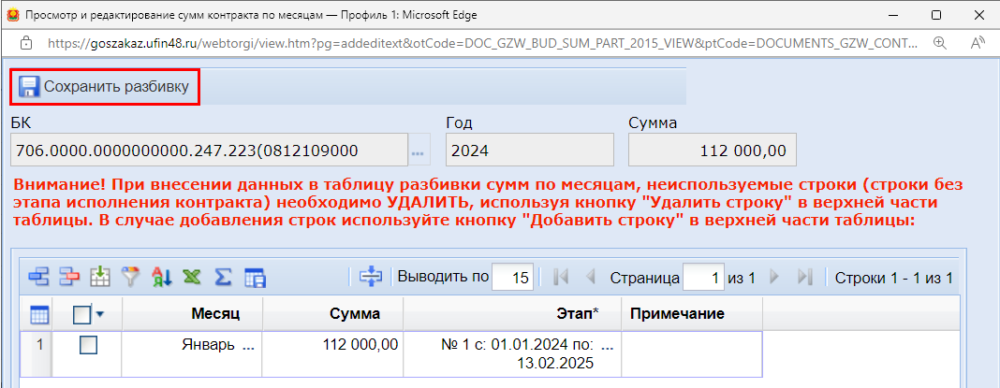 Просмотр и редактирование сумм контракта по месяцам — Профиль 1: Microsoft Edge
https://goszakaz.ufin48.ru/webtorgi/view.htm?pg=addeditext&otCode=DOC_GZW_BUD_SUM_PART_2015_VIEW&ptCode=DOCUMENTS_GZW_CONT...
Сохранить разбивку
БК Год Сумма
706.0000.0000000000.247.223(0812109000 ... 2024 112 000,00
Внимание! При внесении данных в таблицу разбивки сумм по месяцам, неиспользуемые строки (строки без
этапа исполнения контракта) необходимо УДАЛИТЬ, используя кнопку "Удалить строку" в верхней части
таблицы. В случае добавления строк используйте кнопку "Добавить строку" в верхней части таблицы:
Выводить по 15 Страница 1 из 1 Строки 1 - 1 из 1
Месяц Сумма Этап* Примечание
1 Январь ... 112 000,00 № 1 с: 01.01.2024 по: ...
13.02.2025